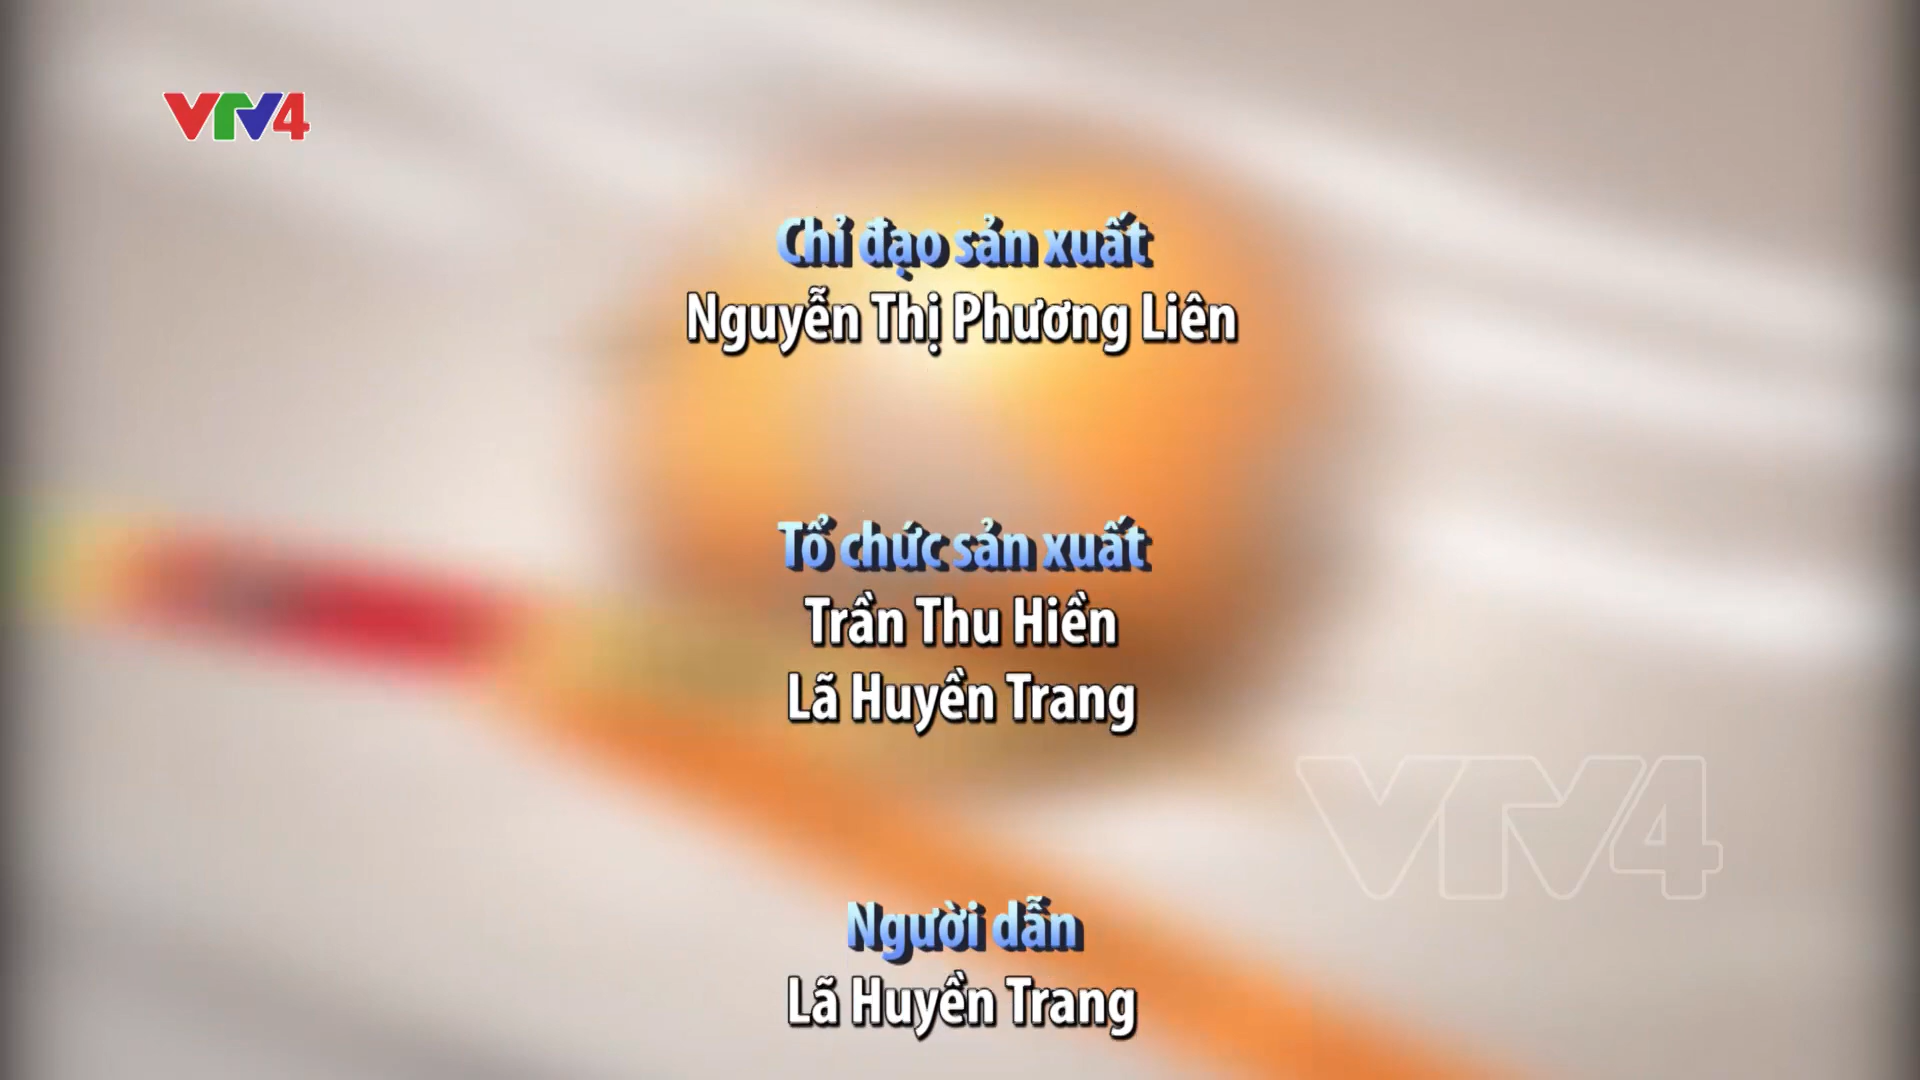 VTV4
Chỉ đạo sản xuất
Nguyễn Thị Phương Liên
Tổ chức sản xuất
Trần Thu Hiền
Lã Huyền Trang
VTV4
Người dẫn
Lã Huyền Trang